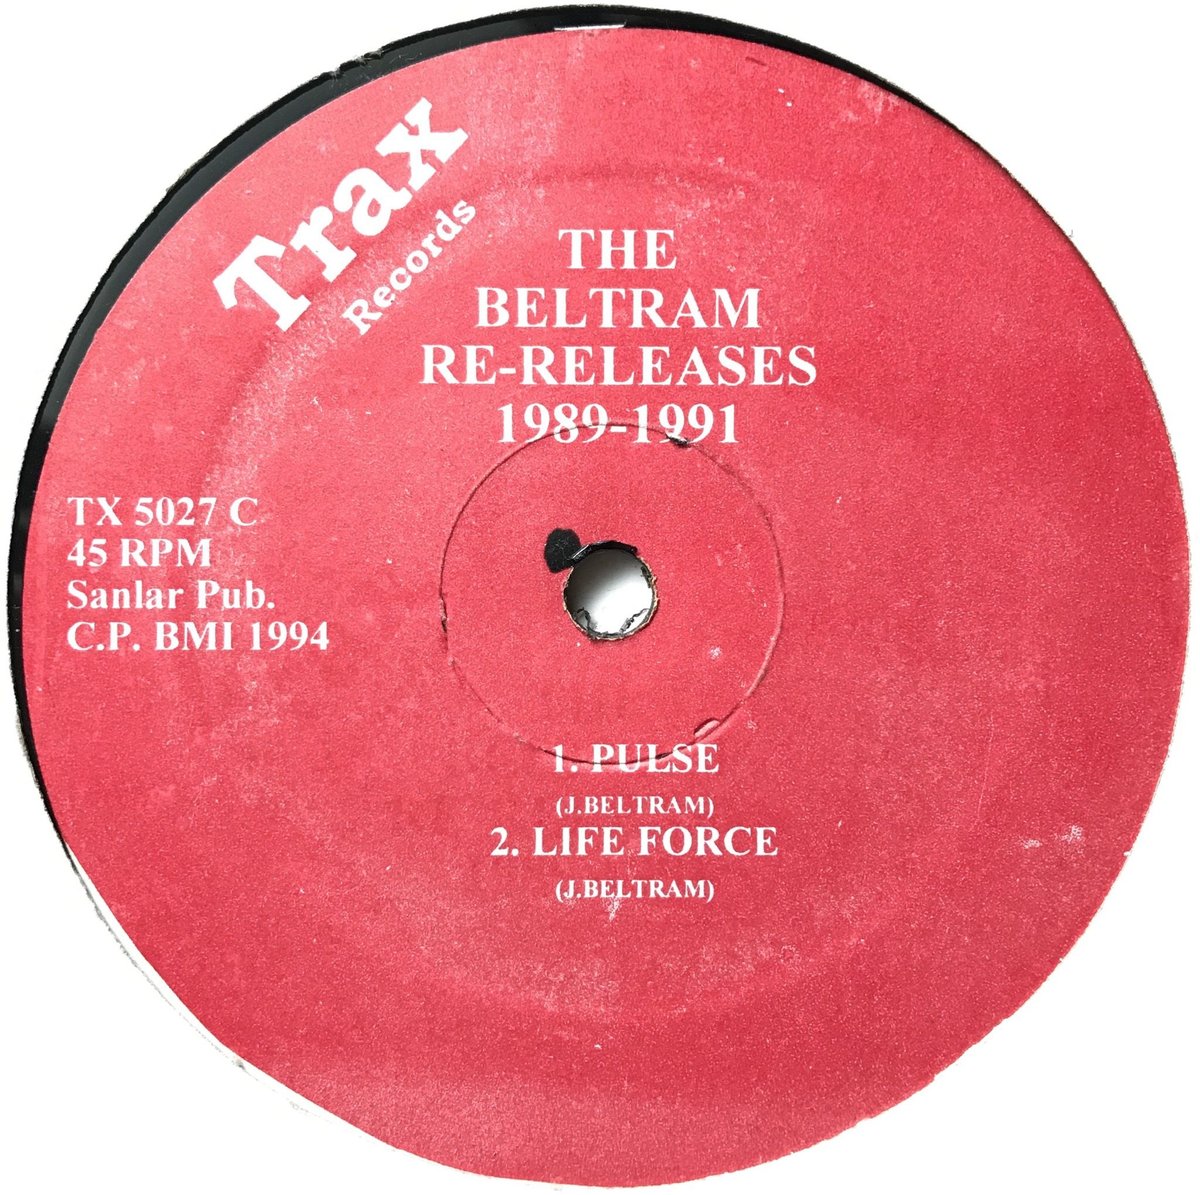 Trax
Records
THE
BELTRAM
RE-RELEASES
1989-1991
TX 5027 C
45 RPM
Sanlar Pub.
C.P. BMI 1994
1. PULSE
(J.BELTRAM)
2. LIFE FORCE
(J.BELTRAM)